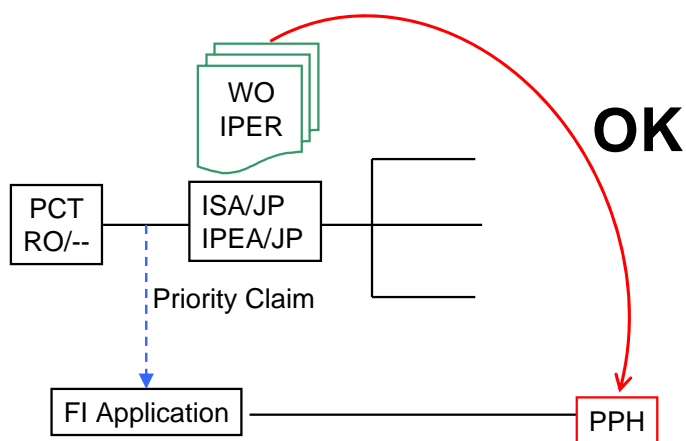 WO
IPER
OK
PCT
RO/--
ISA/JP
IPEA/JP
Priority Claim
FI Application
PPH